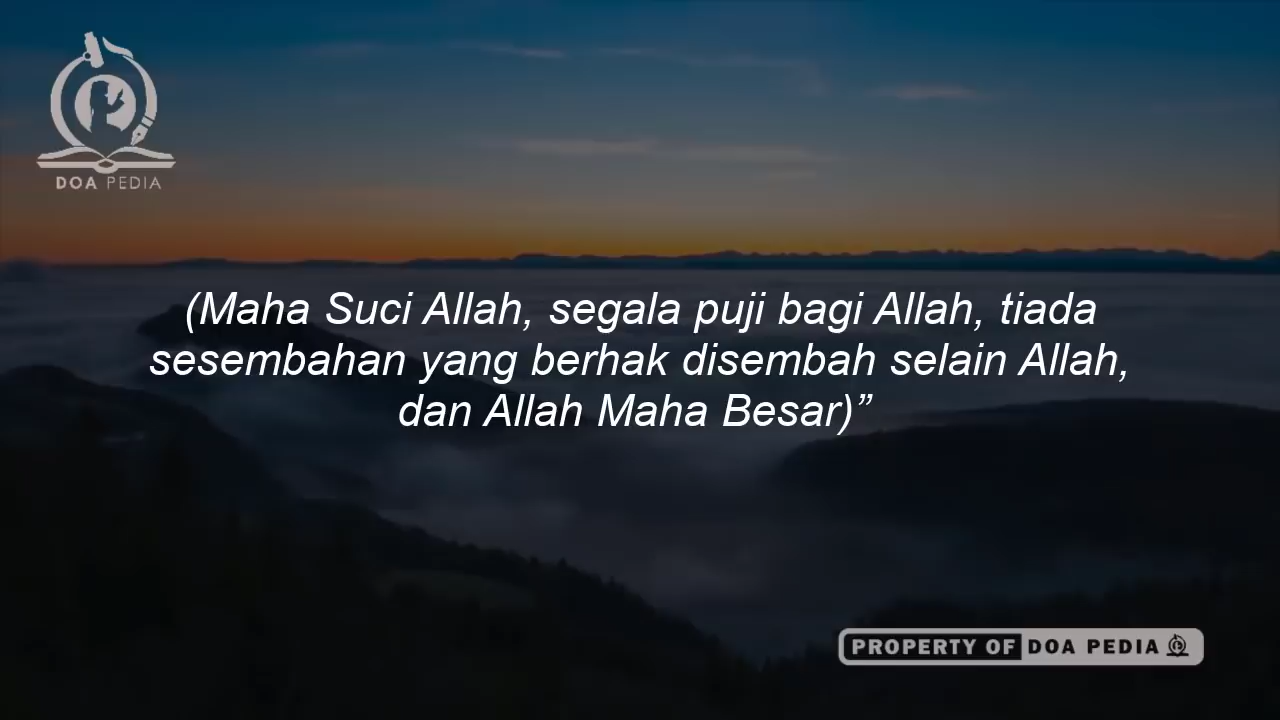 DOA PEDIA
(Maha Suci Allah, segala puji bagi Allah, tiada
sesembahan yang berhak disembah selain Allah,
dan Allah Maha Besar)”
PROPERTY OF DOA PEDIA